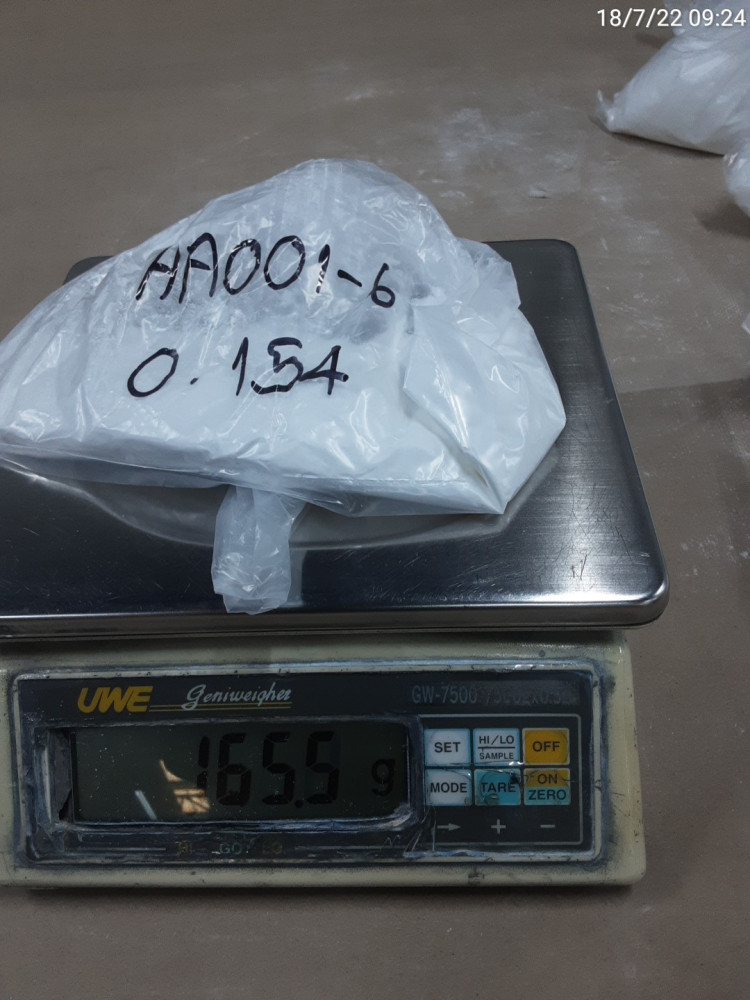 18/7/22 09:24
AA001-6
0.154
UWE Geniweigher
165.5 g
SET
HI/LO
SAMPLE
OFF
MODE
TARE
ON
ZERO
→ + −